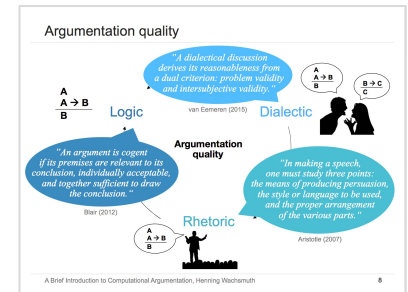 Argumentation quality
“A dialectical discussion
derives its reasonableness from
a dual criterion: problem validity
and intersubjective validity.”
van Eemeren (2015)
A
A → B
B
Logic
Dialectic
A
A → B
B
B → C
C
Argumentation
quality
“An argument is cogent
if its premises are relevant to its
conclusion, individually acceptable,
and together sufficient to draw
the conclusion.“
Blair (2012)
“In making a speech,
one must study three points:
the means of producing persuasion,
the style or language to be used,
and the proper arrangement
of the various parts.”
Aristotle (2007)
Rhetoric
A
A → B
B
A Brief Introduction to Computational Argumentation, Henning Wachsmuth
8